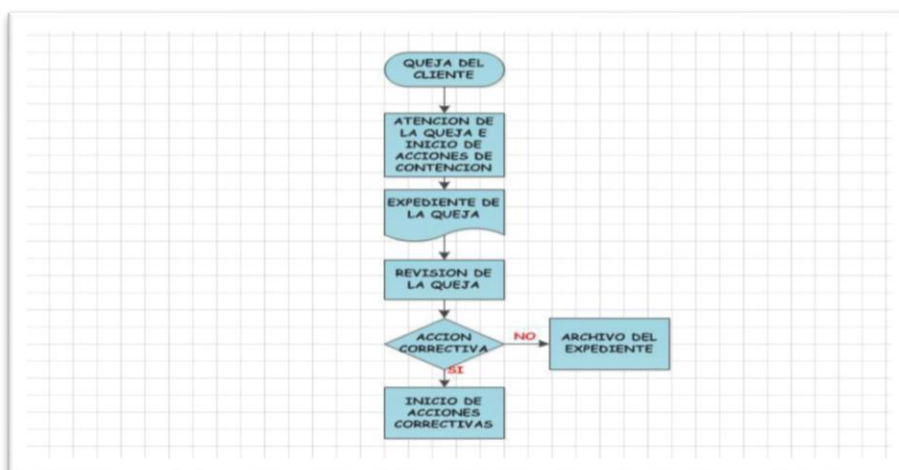 QUEJA DEL
CLIENTE
ATENCION DE
LA QUEJA E
INICIO DE
ACCIONES DE
CONTENCION
EXPEDIENTE DE
LA QUEJA
REVISION DE
LA QUEJA
ACCION
CORRECTIVA
NO
ARCHIVO DEL
EXPEDIENTE
SI
INICIO DE
ACCIONES
CORRECTIVAS